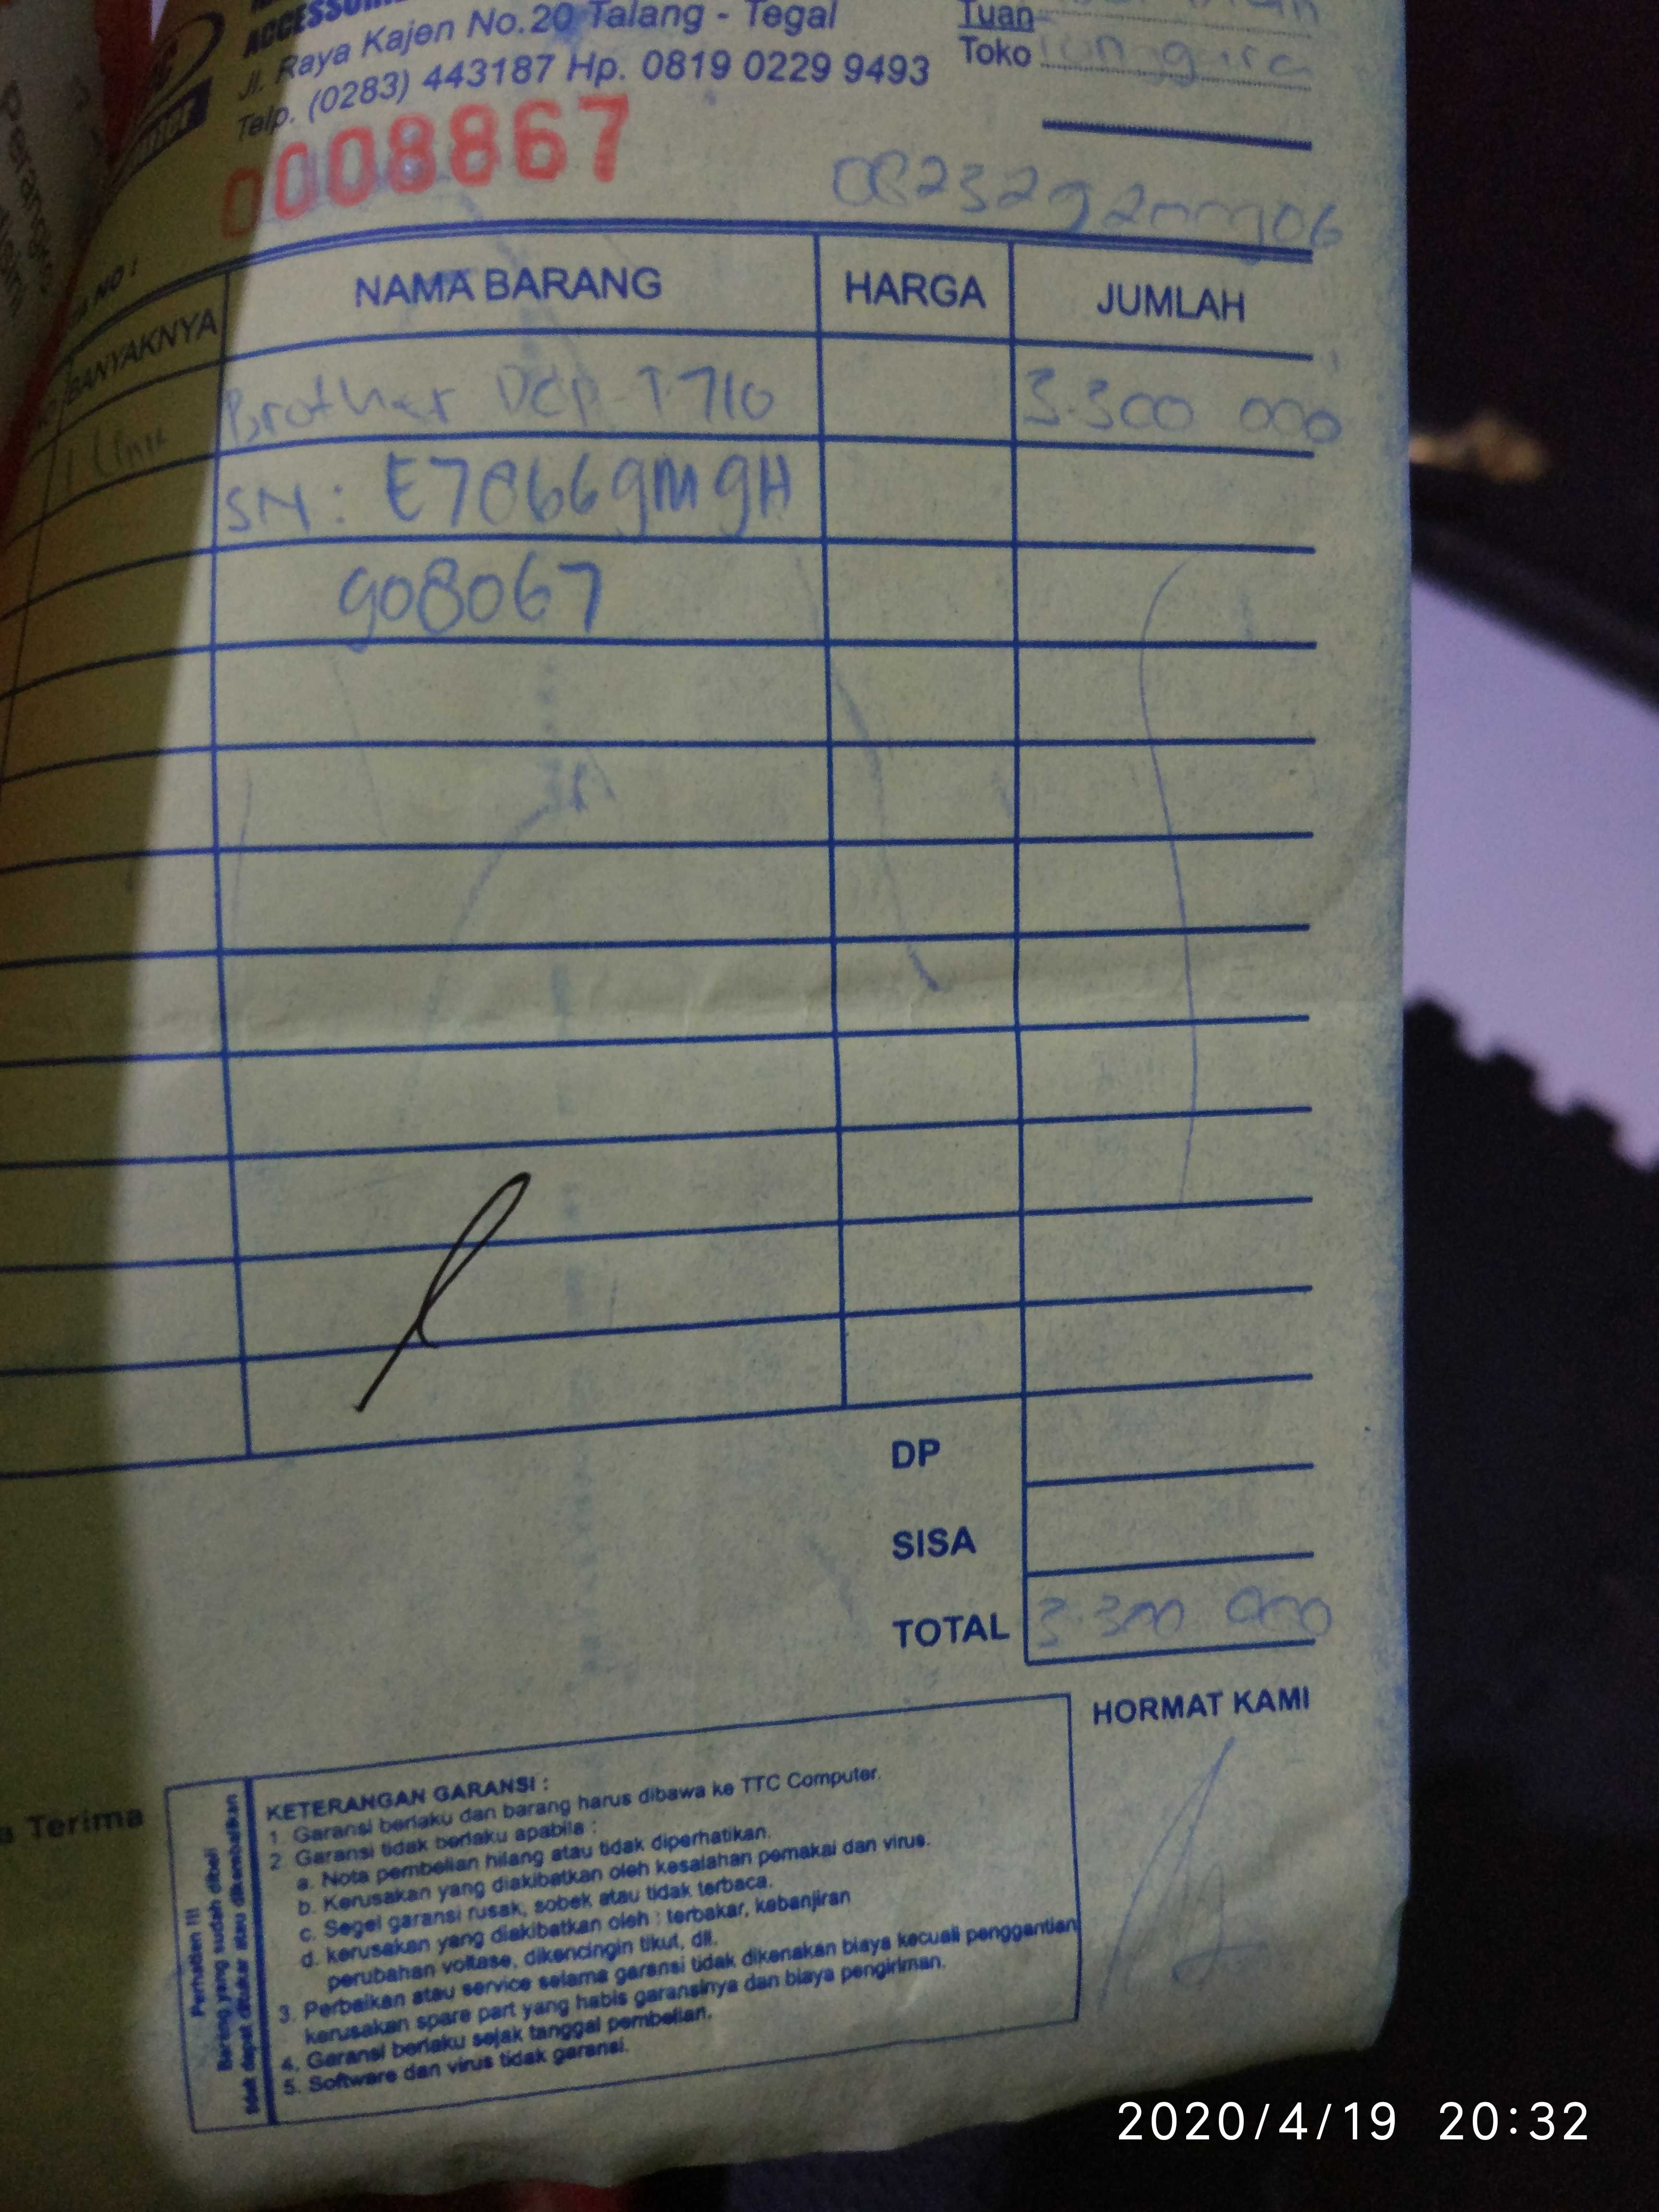 ACCESSORI
Jl. Raya Kajen No.20 Talang - Tegal
Telp. (0283) 443187 Hp. 0819 0229 9493
Tuan
Toko
0008867
NO :
BANYAKNYA NAMA BARANG HARGA JUMLAH
1 Unit Brother Dcp T710 3.300 000
SN : E78666gMgH
g08067
DP
SISA
TOTAL 3.300 000
HORMAT KAMI
a Terima
Perhatian !!!
Barang yang sudah dibeli
tidak dapat ditukar atau dikembalikan
KETERANGAN GARANSI :
1. Garansi berlaku dan barang harus dibawa ke TTC Computer.
2 Garansi tidak berlaku apabila :
a. Nota pembelian hilang atau tidak diperhatikan.
b. Kerusakan yang diakibatkan oleh kesalahan pemakai dan virus.
c. Segel garansi rusak, sobek atau tidak terbaca.
d. kerusakan yang diakibatkan oleh : terbakar, kebanjiran
perubahan voltase, dikencingin tikut, dll.
3. Perbaikan atau service selama garansi tidak dikenakan biaya kecuali penggantian
kerusakan spare part yang habis garansinya dan biaya pengiriman.
4. Garansi berlaku sejak tanggal pembelian.
5. Software dan virus tidak garansi.
2020/4/19 20:32